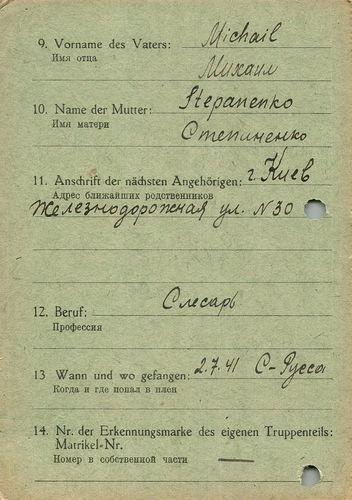 9. Vorname des Vaters: Michail
Имя отца Михаил
10. Name der Mutter: Stepanenko
Имя матери Степиненко
11. Anschrift der nächsten Angehörigen: г. Киев
Адрес ближайших родственников
Железнодорожная ул. N 30
12. Beruf: Слесарь
Профессия
13 Wann und wo gefangen: 2.7.41 С-Русса
Когда и где попал в плен
14. Nr. der Erkennungsmarke des eigenen Truppenteils:
Matrikel-Nr.
Номер в собственной части —